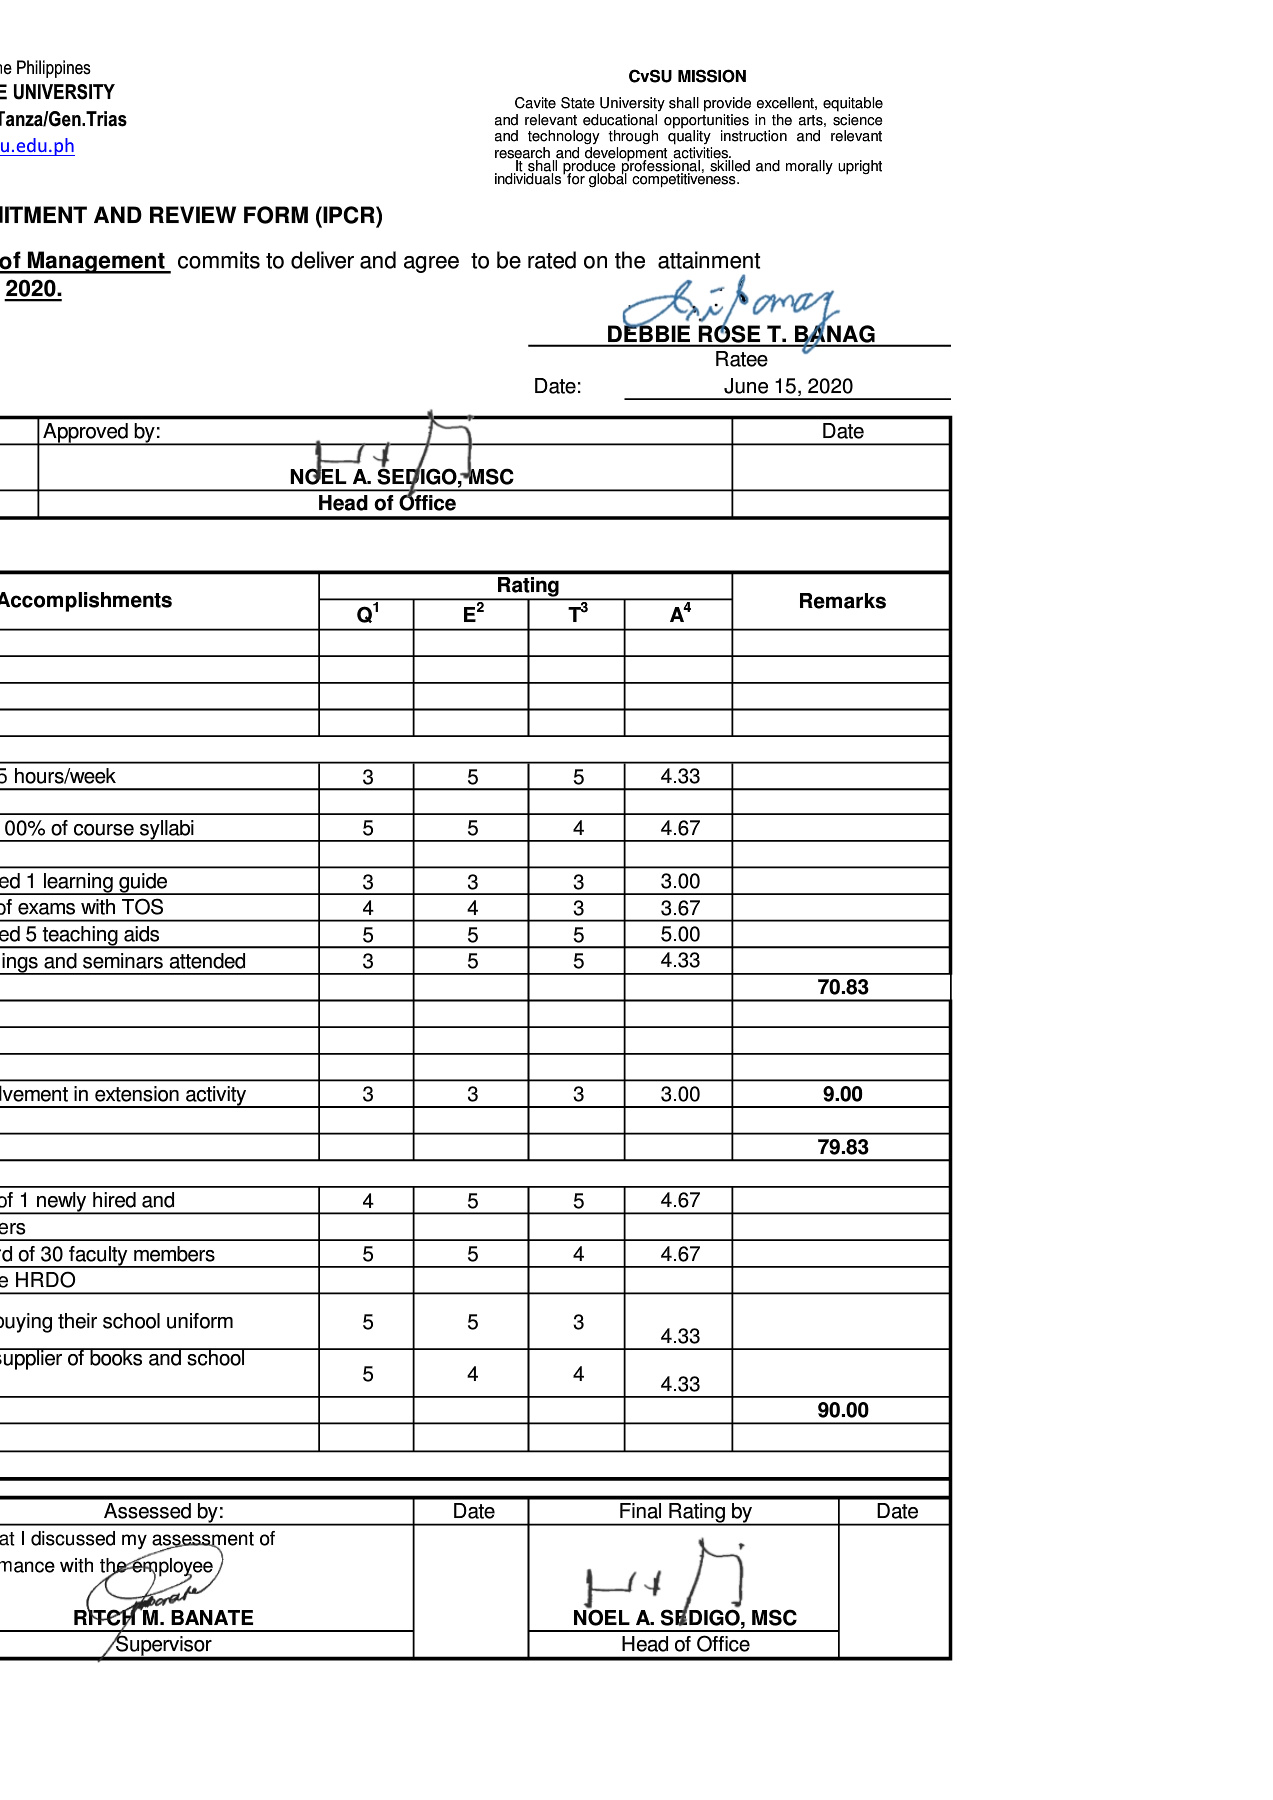 ne Philippines
E UNIVERSITY
Tanza/Gen.Trias
u.edu.ph
CvSU MISSION
Cavite State University shall provide excellent, equitable
and relevant educational opportunities in the arts, science
and technology through quality instruction and relevant
research and development activities.
It shall produce professional, skilled and morally upright
individuals for global competitiveness.
MITMENT AND REVIEW FORM (IPCR)
of Management commits to deliver and agree to be rated on the attainment
2020.
DEBBIE ROSE T. BANAG
Ratee
Date: June 15, 2020
Approved by: Date
NOEL A. SEDIGO, MSC
Head of Office
Accomplishments Rating Remarks
Q1 E2 T3 A4
5 hours/week 3 5 5 4.33
00% of course syllabi 5 5 4 4.67
ed 1 learning guide 3 3 3 3.00
of exams with TOS 4 4 3 3.67
ed 5 teaching aids 5 5 5 5.00
ings and seminars attended 3 5 5 4.33
70.83
lvement in extension activity 3 3 3 3.00 9.00
79.83
of 1 newly hired and 4 5 5 4.67
ers
rd of 30 faculty members 5 5 4 4.67
e HRDO
buying their school uniform 5 5 3 4.33
supplier of books and school 5 4 4 4.33
90.00
Assessed by: Date Final Rating by Date
at I discussed my assessment of
mance with the employee
RITCH M. BANATE NOEL A. SEDIGO, MSC
Supervisor Head of Office